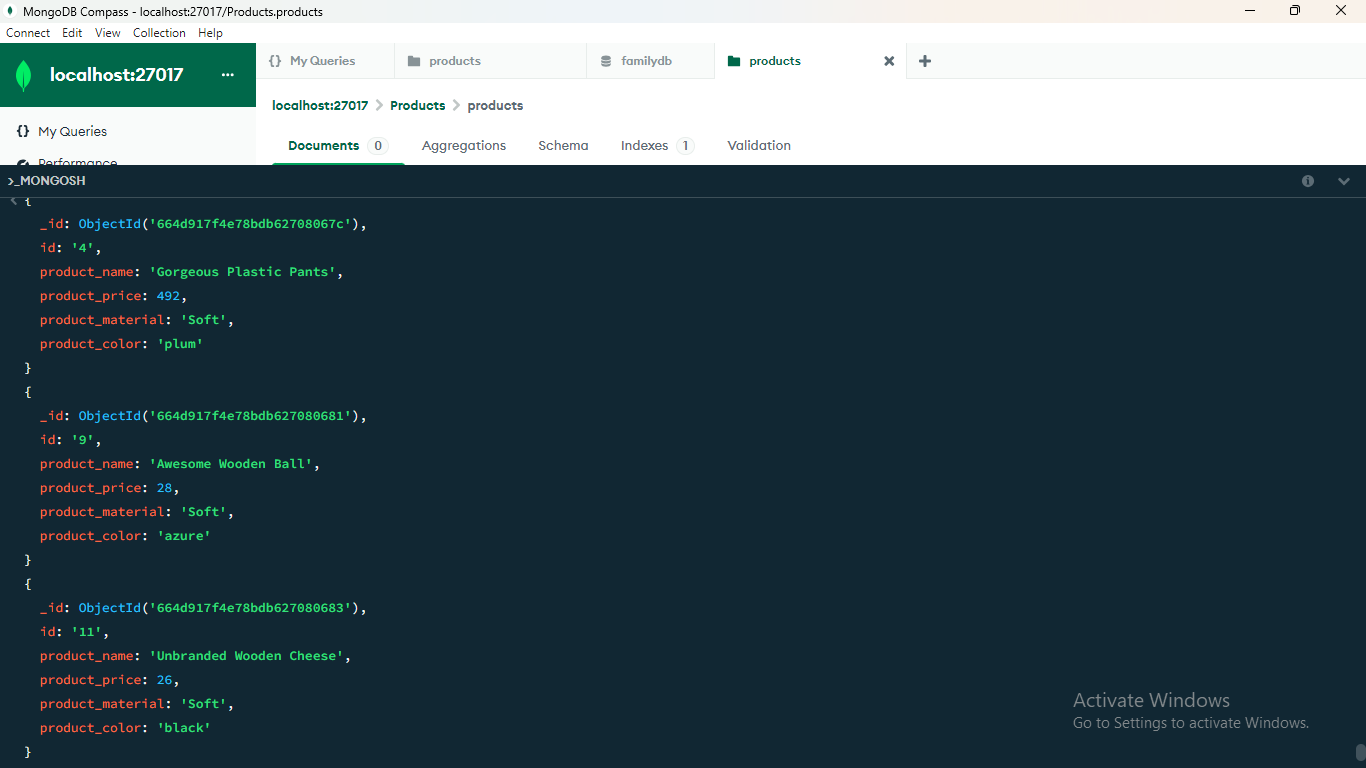 MongoDB Compass - localhost:27017/Products.products
Connect Edit View Collection Help
localhost:27017 ...
{} My Queries
Performance
{} My Queries products familydb products
localhost:27017 > Products > products
Documents 0 Aggregations Schema Indexes 1 Validation
>_MONGOSH
< {
_id: ObjectId('664d917f4e78bdb62708067c'),
id: '4',
product_name: 'Gorgeous Plastic Pants',
product_price: 492,
product_material: 'Soft',
product_color: 'plum'
}
{
_id: ObjectId('664d917f4e78bdb627080681'),
id: '9',
product_name: 'Awesome Wooden Ball',
product_price: 28,
product_material: 'Soft',
product_color: 'azure'
}
{
_id: ObjectId('664d917f4e78bdb627080683'),
id: '11',
product_name: 'Unbranded Wooden Cheese',
product_price: 26,
product_material: 'Soft',
product_color: 'black'
}
Activate Windows
Go to Settings to activate Windows.